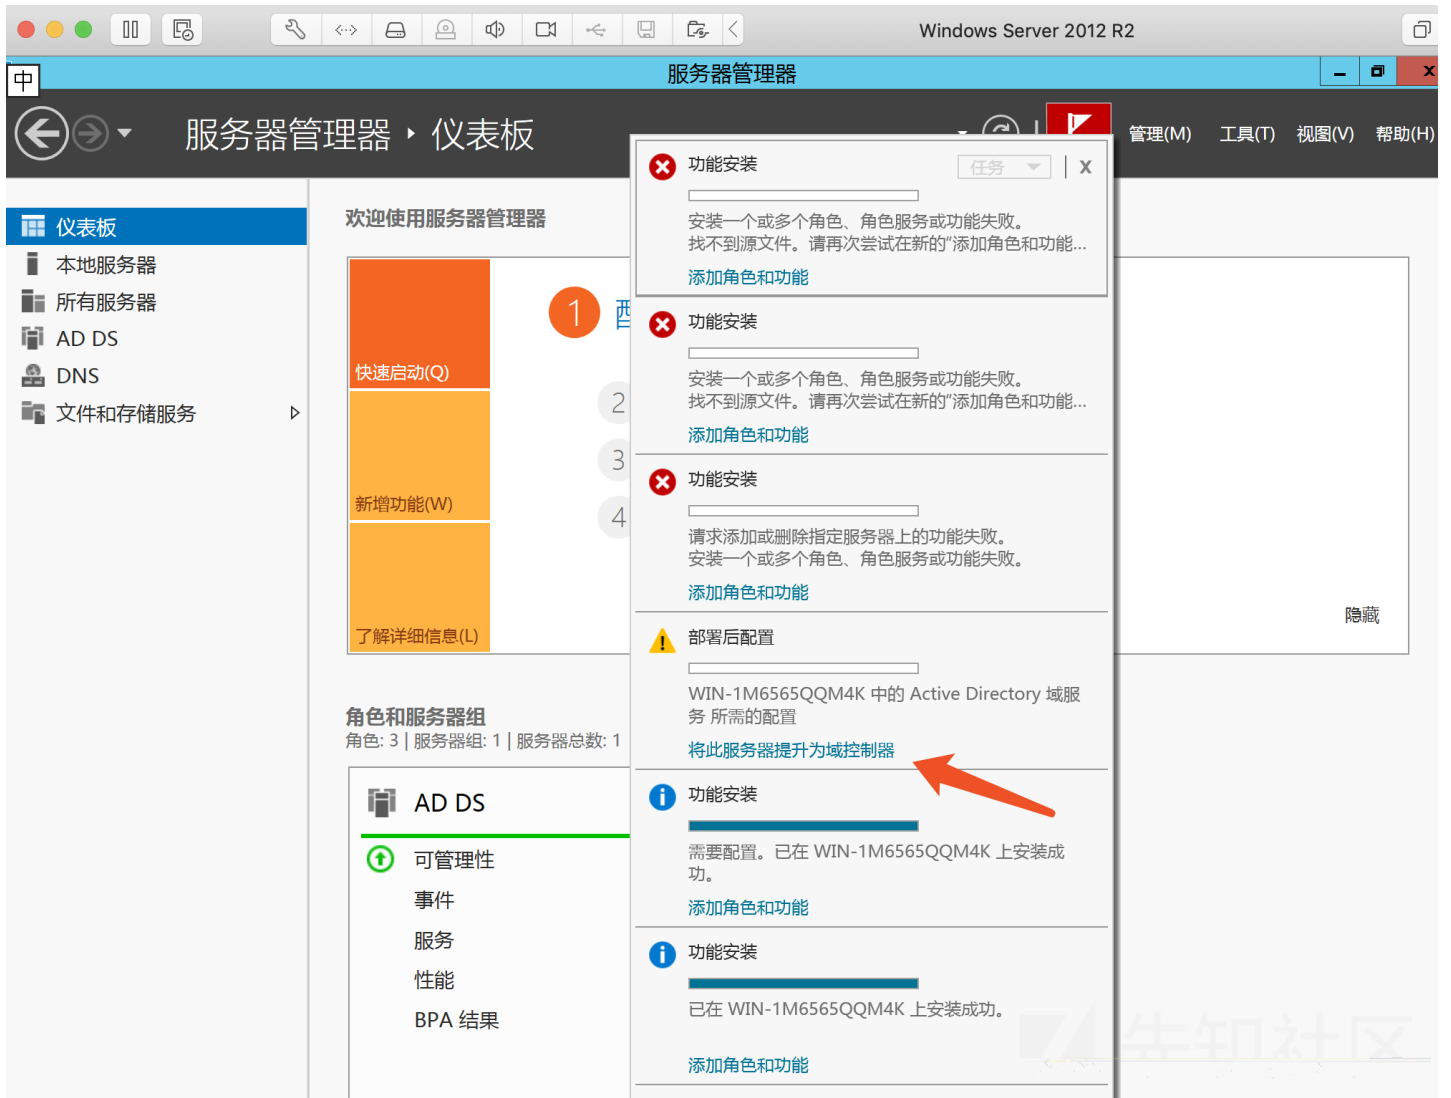 Windows Server 2012 R2
服务器管理器
中
服务器管理器 · 仪表板
管理(M) 工具(T) 视图(V) 帮助(H)
仪表板
本地服务器
所有服务器
AD DS
DNS
文件和存储服务
欢迎使用服务器管理器
快速启动(Q)
新增功能(W)
了解详细信息(L)
1
2
3
4
隐藏
角色和服务器组
角色: 3 | 服务器组: 1 | 服务器总数: 1
AD DS
可管理性
事件
服务
性能
BPA 结果
功能安装
任务
X
安装一个或多个角色、角色服务或功能失败。
找不到源文件。请再次尝试在新的“添加角色和功能...
添加角色和功能
功能安装
安装一个或多个角色、角色服务或功能失败。
找不到源文件。请再次尝试在新的“添加角色和功能...
添加角色和功能
功能安装
请求添加或删除指定服务器上的功能失败。
安装一个或多个角色、角色服务或功能失败。
添加角色和功能
部署后配置
WIN-1M6565QQM4K 中的 Active Directory 域服
务 所需的配置
将此服务器提升为域控制器
功能安装
需要配置。已在 WIN-1M6565QQM4K 上安装成
功。
添加角色和功能
功能安装
已在 WIN-1M6565QQM4K 上安装成功。
添加角色和功能
先知社区